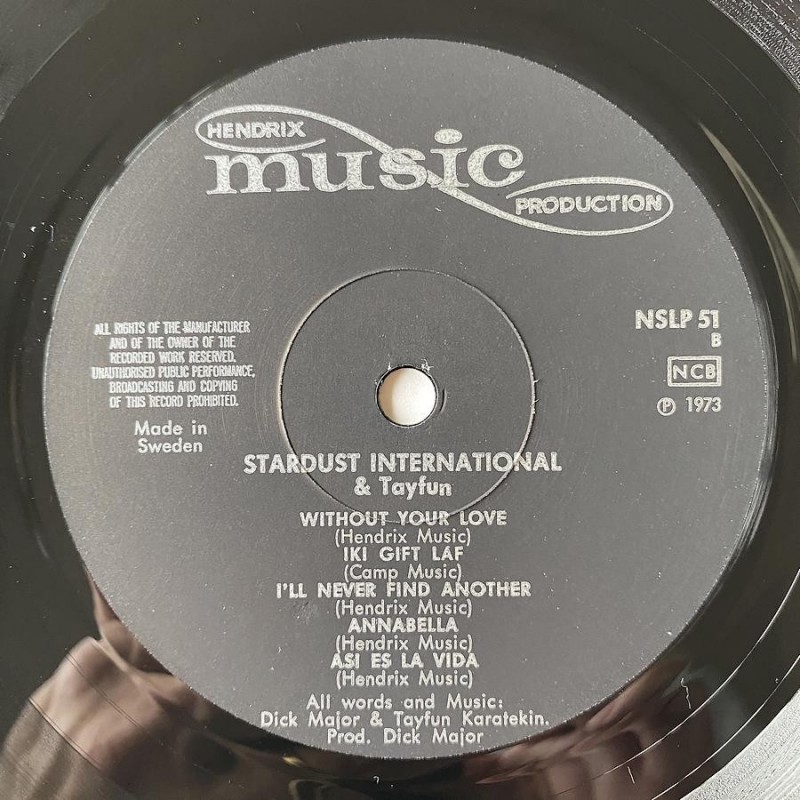 HENDRIX
music
PRODUCTION
NSLP 51
B
NCB
Ⓟ 1973
ALL RIGHTS OF THE MANUFACTURER
AND OF THE OWNER OF THE
RECORDED WORK RESERVED.
UNAUTHORISED PUBLIC PERFORMANCE,
BROADCASTING AND COPYING
OF THIS RECORD PROHIBITED.
Made in
Sweden
STARDUST INTERNATIONAL
& Tayfun
WITHOUT YOUR LOVE
(Hendrix Music)
IKI GIFT LAF
(Camp Music)
I'LL NEVER FIND ANOTHER
(Hendrix Music)
ANNABELLA
(Hendrix Music)
ASI ES LA VIDA
(Hendrix Music)
All words and Music:
Dick Major & Tayfun Karatekin.
Prod. Dick Major